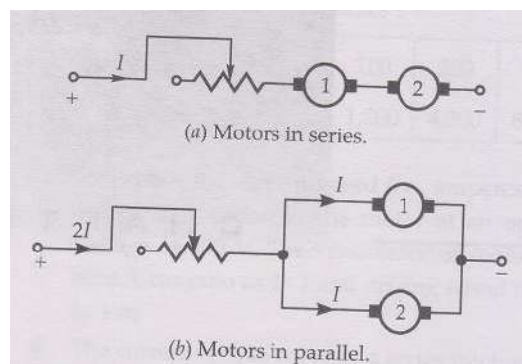 I
1
2
+
−
(a) Motors in series.
I
1
2I
+
−
I
2
(b) Motors in parallel.